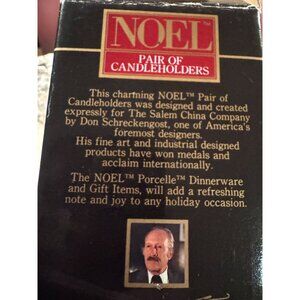 NOEL™
PAIR OF
CANDLEHOLDERS
This charming NOEL™ Pair of
Candleholders was designed and created
expressly for The Salem China Company
by Don Schreckengost, one of America's
foremost designers.
His fine art and industrial designed
products have won medals and
acclaim internationally.
The NOEL™ Porcelle™ Dinnerware
and Gift Items, will add a refreshing
note and joy to any holiday occasion.